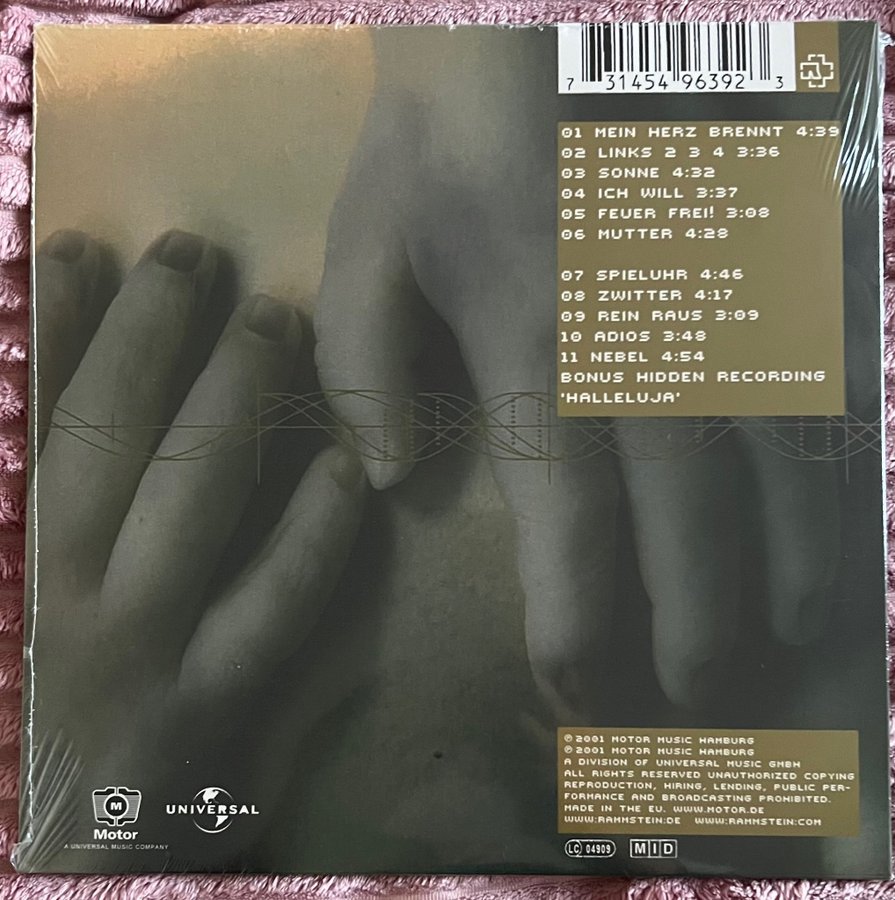 7 31454 96392 3
01 MEIN HERZ BRENNT 4:39
02 LINKS 2 3 4 3:36
03 SONNE 4:32
04 ICH WILL 3:37
05 FEUER FREI! 3:08
06 MUTTER 4:28
07 SPIELUHR 4:46
08 ZWITTER 4:17
09 REIN RAUS 3:09
10 ADIOS 3:48
11 NEBEL 4:54
BONUS HIDDEN RECORDING
'HALLELUJA'
℗ 2001 MOTOR MUSIC HAMBURG
℗ 2001 MOTOR MUSIC HAMBURG
A DIVISION OF UNIVERSAL MUSIC GMBH
ALL RIGHTS RESERVED UNAUTHORIZED COPYING
REPRODUCTION, HIRING, LENDING, PUBLIC PER-
FORMANCE AND BROADCASTING PROHIBITED.
MADE IN THE EU. WWW.MOTOR.DE
WWW.RAMMSTEIN.DE WWW.RAMMSTEIN.COM
M
Motor
A UNIVERSAL MUSIC COMPANY
UNIVERSAL
LC 04909
MID